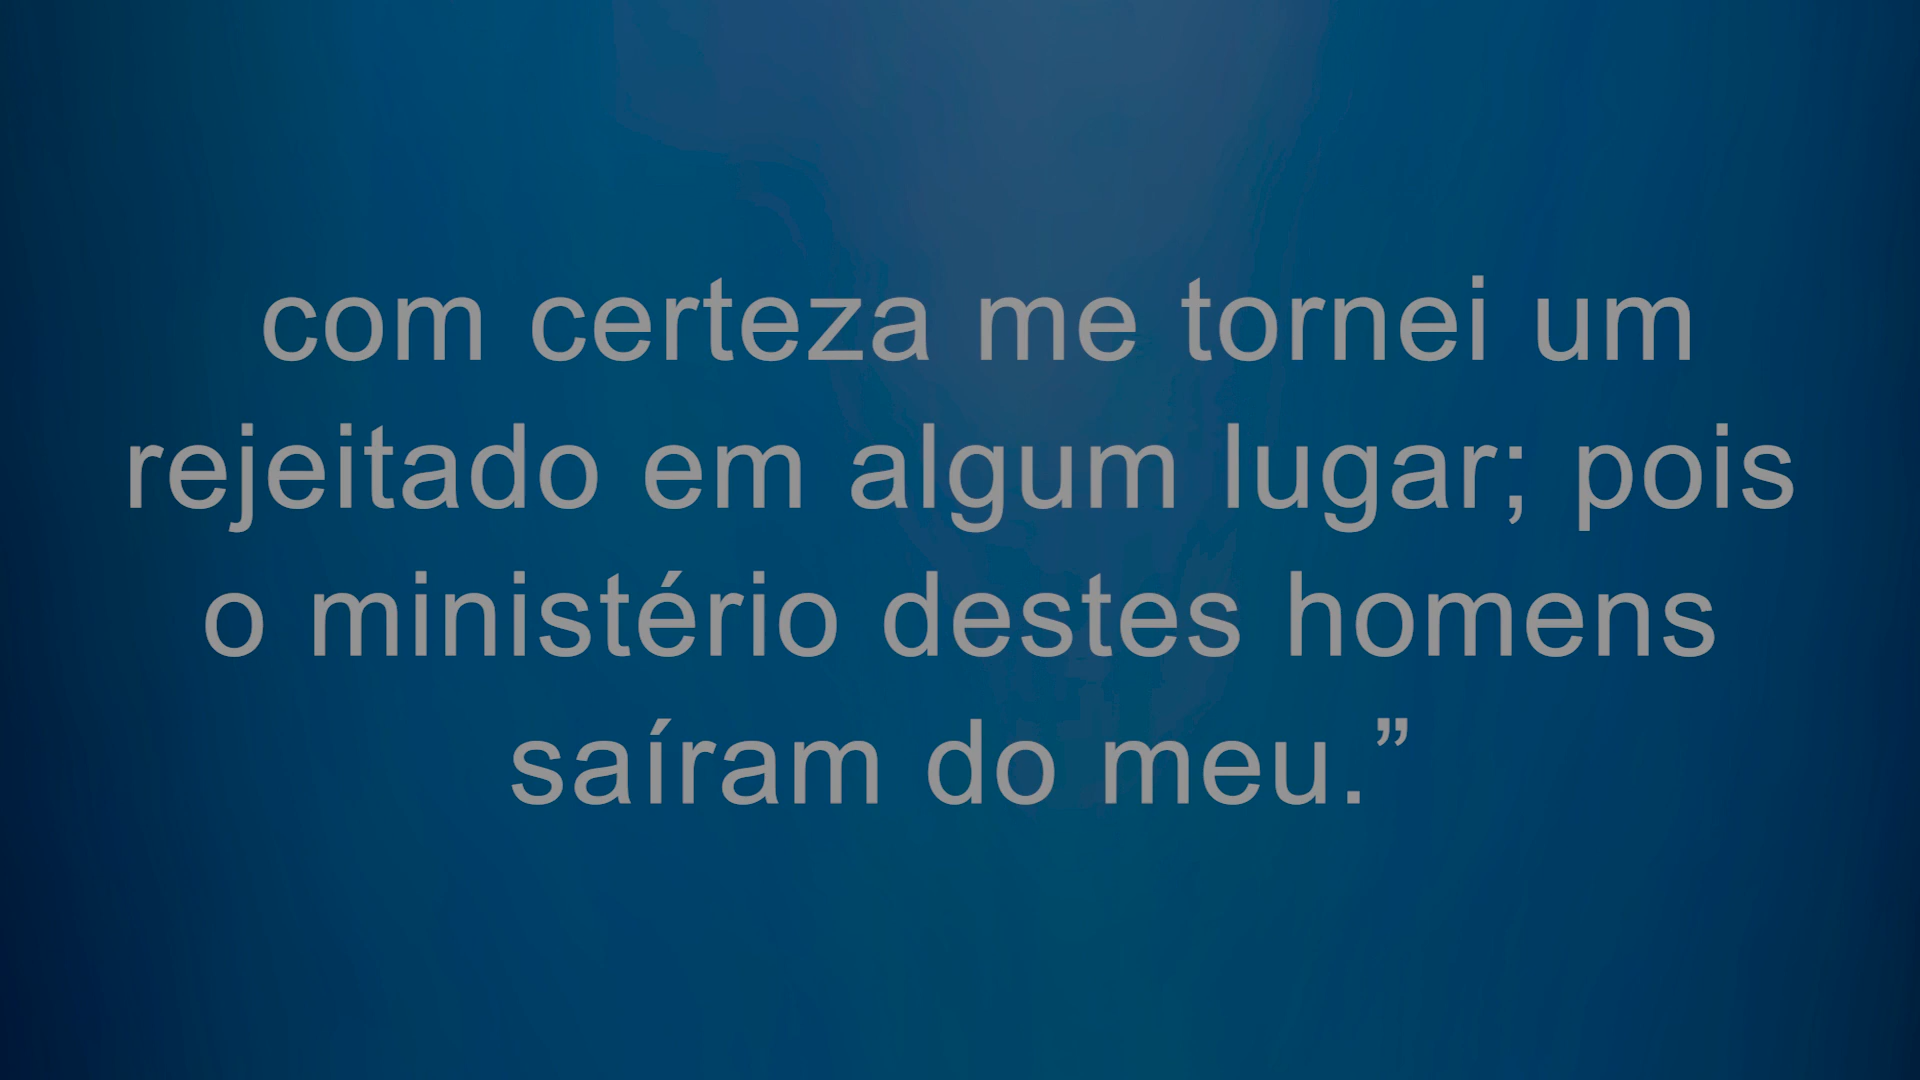 com certeza me tornei um
rejeitado em algum lugar; pois
o ministério destes homens
saíram do meu.”